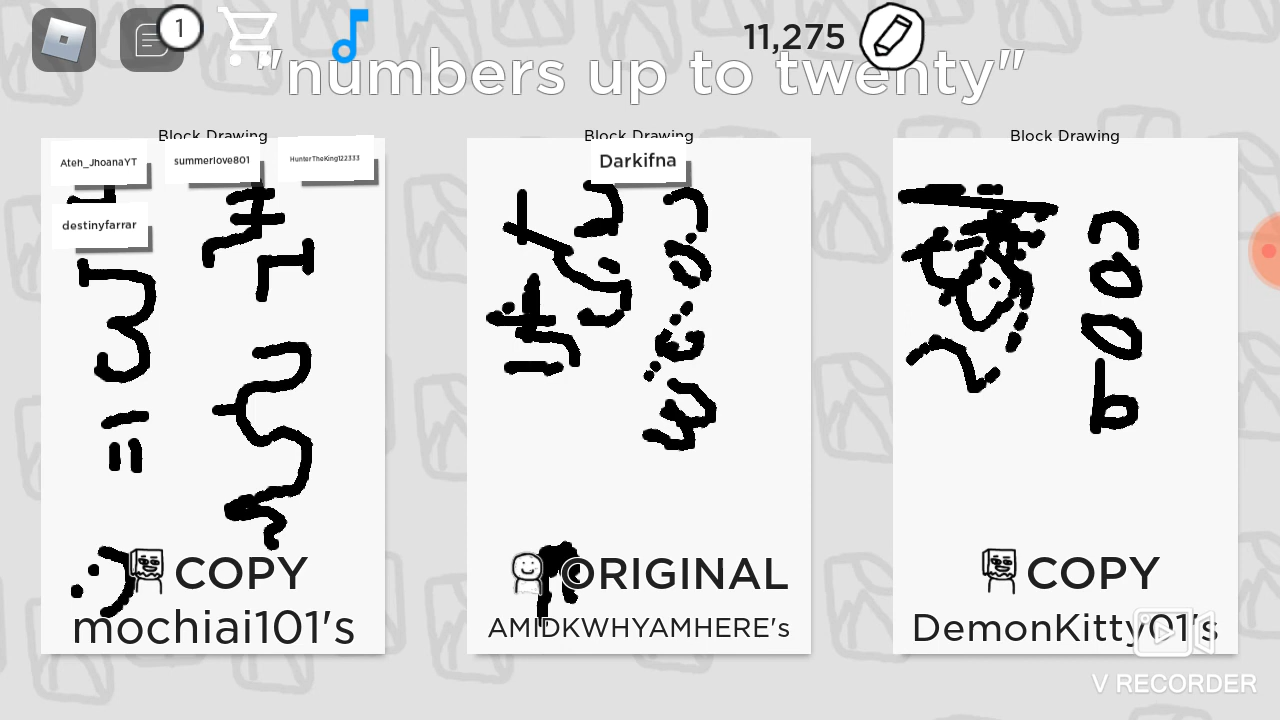 1
11,275
"numbers up to twenty"
Block Drawing Block Drawing Block Drawing
Ateh_JhoanaYT summerlove801 HunterTheKing122333 Darkifna
destinyfarrar
COPY ORIGINAL COPY
mochiai101's AMIDKWHYAMHERE's DemonKitty01's
V RECORDER